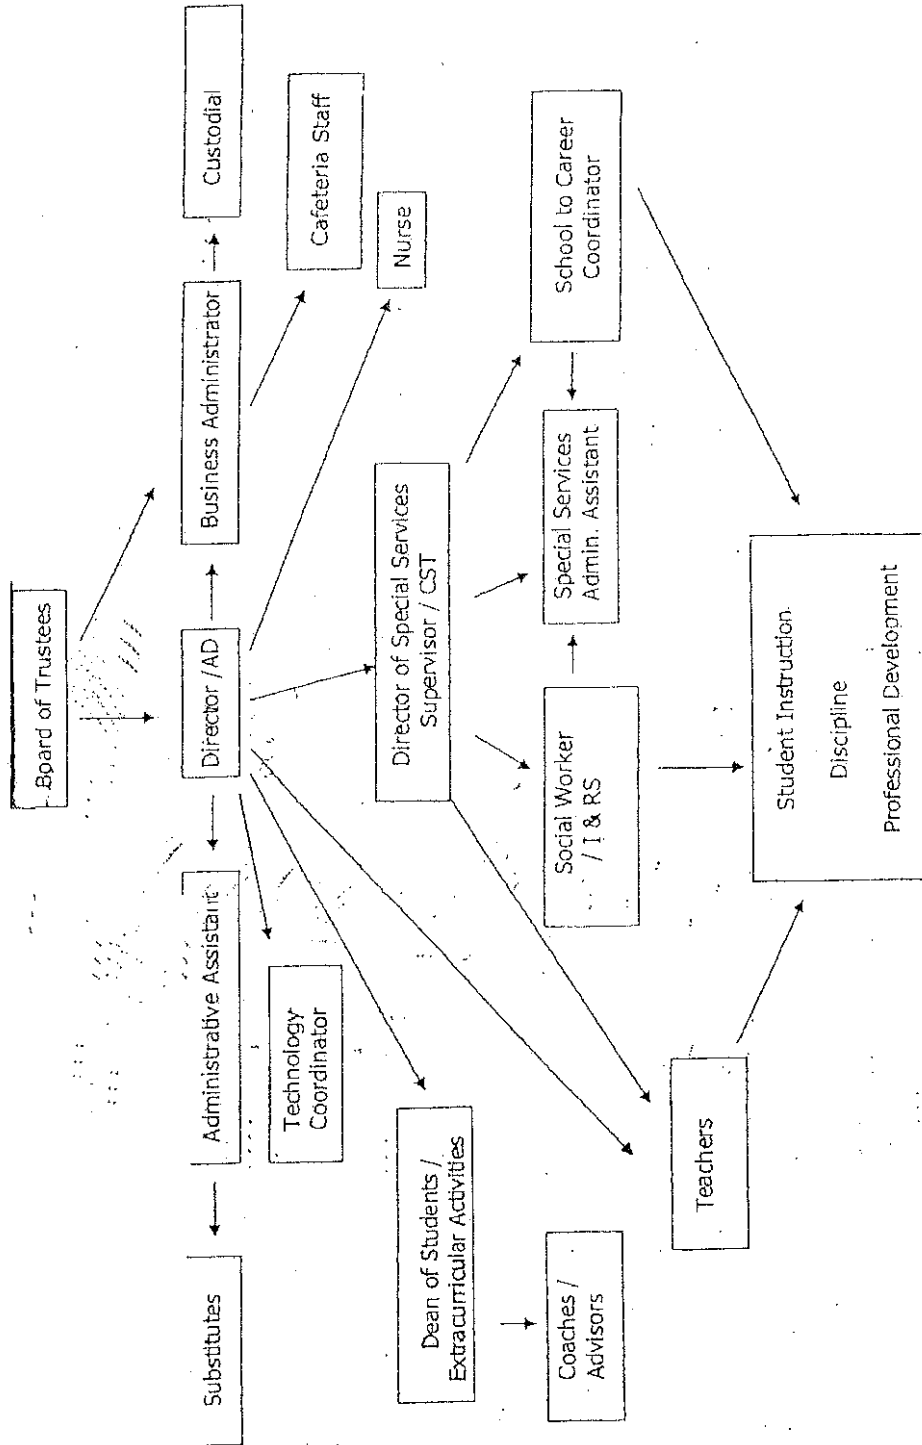 Board of Trustees
Substitutes
Administrative Assistant
Director /AD
Business Administrator
Custodial
Technology
Coordinator
Cafeteria Staff
Nurse
Dean of Students /
Extracurricular Activities
Director of Special Services
Supervisor / CST
Coaches /
Advisors
Social Worker
/ I & RS
Special Services
Admin. Assistant
School to Career
Coordinator
Teachers
Student Instruction
Discipline
Professional Development